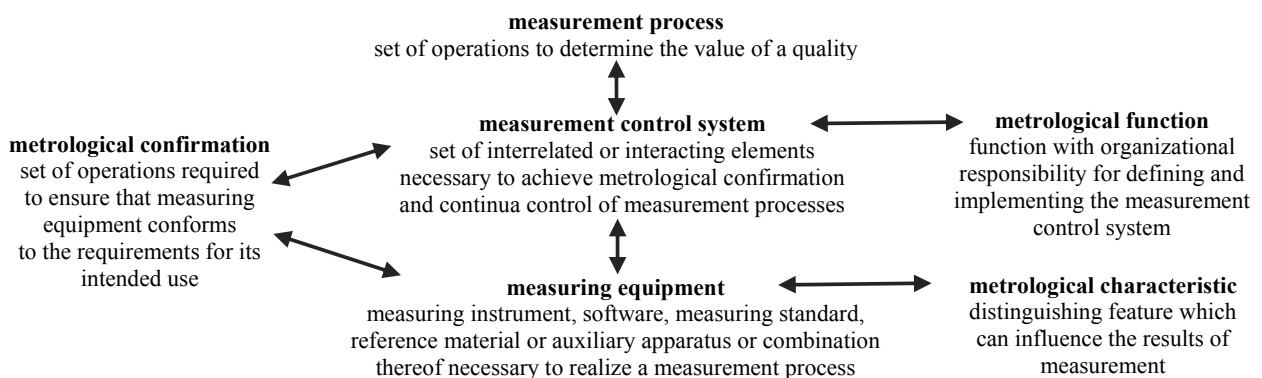 measurement process
set of operations to determine the value of a quality
measurement control system
set of interrelated or interacting elements
necessary to achieve metrological confirmation
and continua control of measurement processes
metrological function
function with organizational
responsibility for defining and
implementing the measurement
control system
metrological confirmation
set of operations required
to ensure that measuring
equipment conforms
to the requirements for its
intended use
measuring equipment
measuring instrument, software, measuring standard,
reference material or auxiliary apparatus or combination
thereof necessary to realize a measurement process
metrological characteristic
distinguishing feature which
can influence the results of
measurement